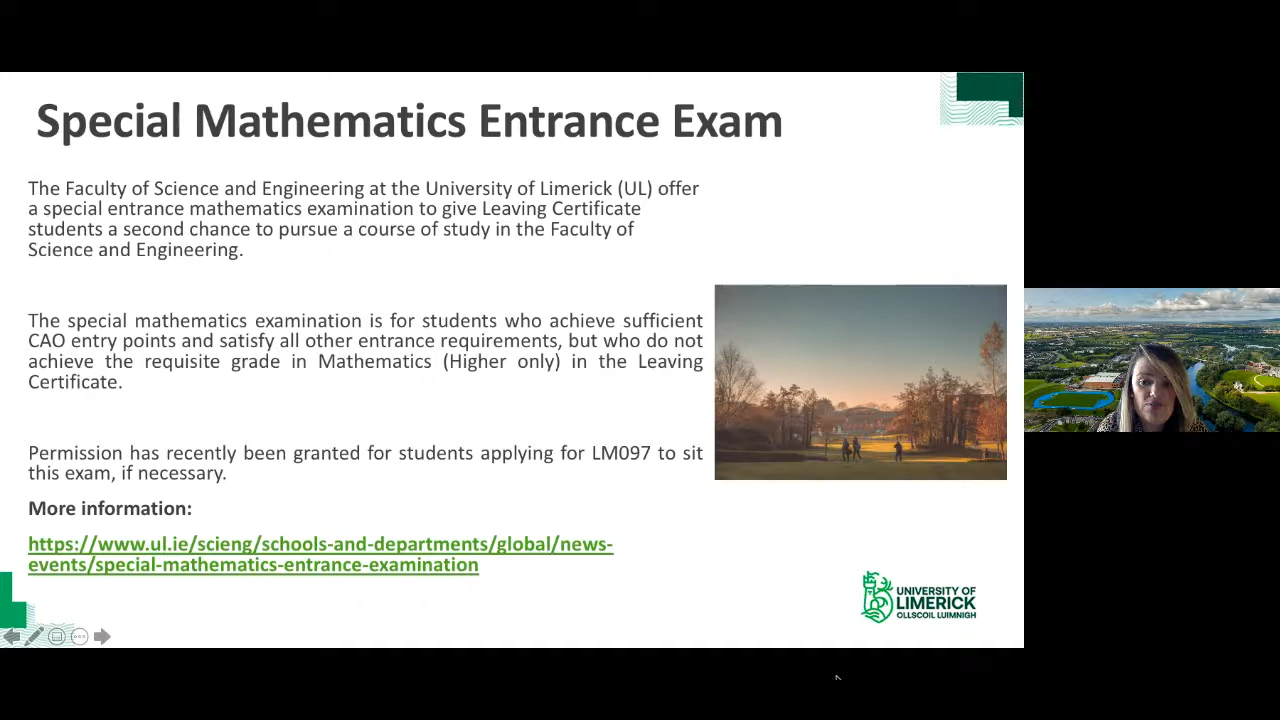 Special Mathematics Entrance Exam
The Faculty of Science and Engineering at the University of Limerick (UL) offer
a special entrance mathematics examination to give Leaving Certificate
students a second chance to pursue a course of study in the Faculty of
Science and Engineering.
The special mathematics examination is for students who achieve sufficient
CAO entry points and satisfy all other entrance requirements, but who do not
achieve the requisite grade in Mathematics (Higher only) in the Leaving
Certificate.
Permission has recently been granted for students applying for LM097 to sit
this exam, if necessary.
More information:
https://www.ul.ie/scieng/schools-and-departments/global/news-
events/special-mathematics-entrance-examination
UNIVERSITY OF
LIMERICK
OLLSCOIL LUIMNIGH